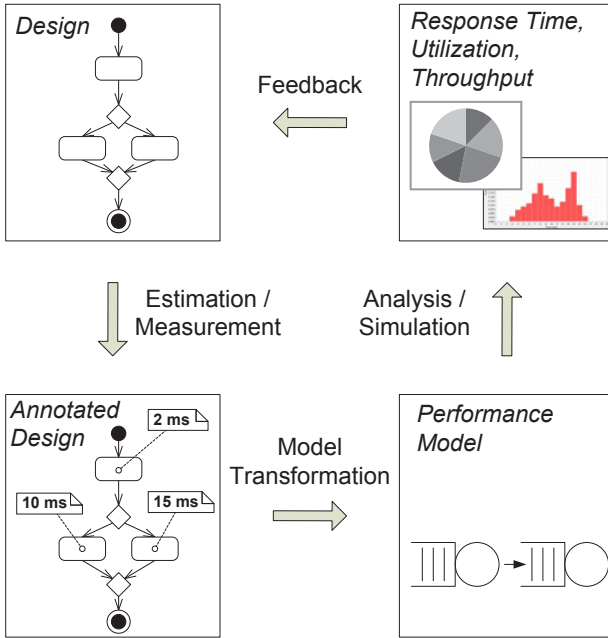 Design
Response Time,
Utilization,
Throughput
Feedback
Estimation /
Measurement
Analysis /
Simulation
Annotated
Design
2 ms
10 ms
15 ms
Model
Transformation
Performance
Model